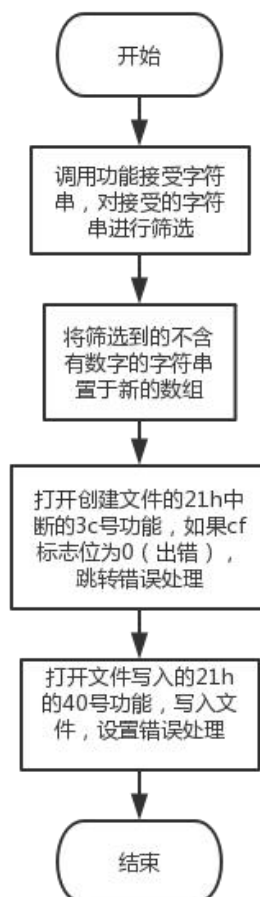 开始
调用功能接受字符
串，对接受的字符
串进行筛选
将筛选到的不含
有数字的字符串
置于新的数组
打开创建文件的21h中
断的3c号功能，如果cf
标志位为0（出错），
跳转错误处理
打开文件写入的21h
的40号功能，写入文
件，设置错误处理
结束